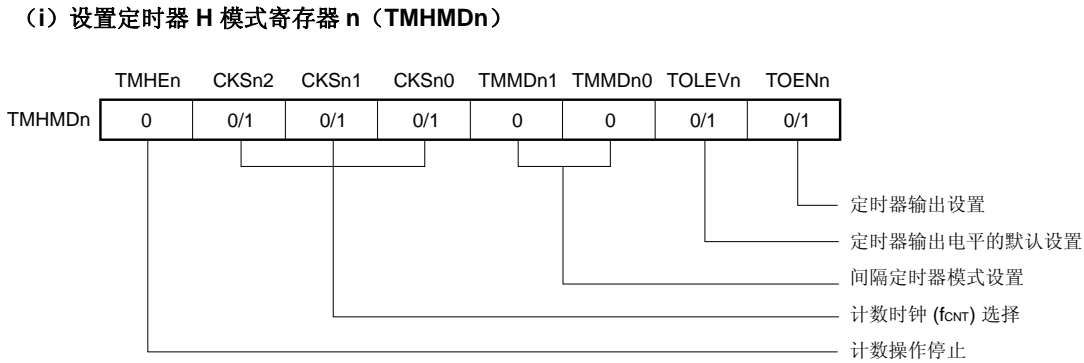 （i）设置定时器 H 模式寄存器 n（TMHMDn）
TMHEn CKSn2 CKSn1 CKSn0 TMMDn1 TMMDn0 TOLEVn TOENn
TMHMDn 0 0/1 0/1 0/1 0 0 0/1 0/1
定时器输出设置
定时器输出电平的默认设置
间隔定时器模式设置
计数时钟 (fCNT) 选择
计数操作停止